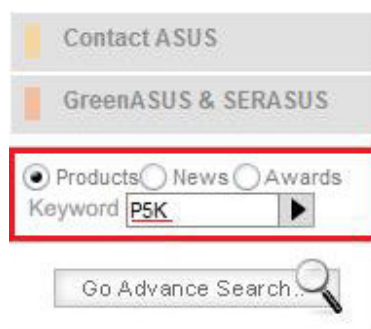 Contact ASUS
GreenASUS & SERASUS
Products News Awards
Keyword P5K
Go Advance Search..